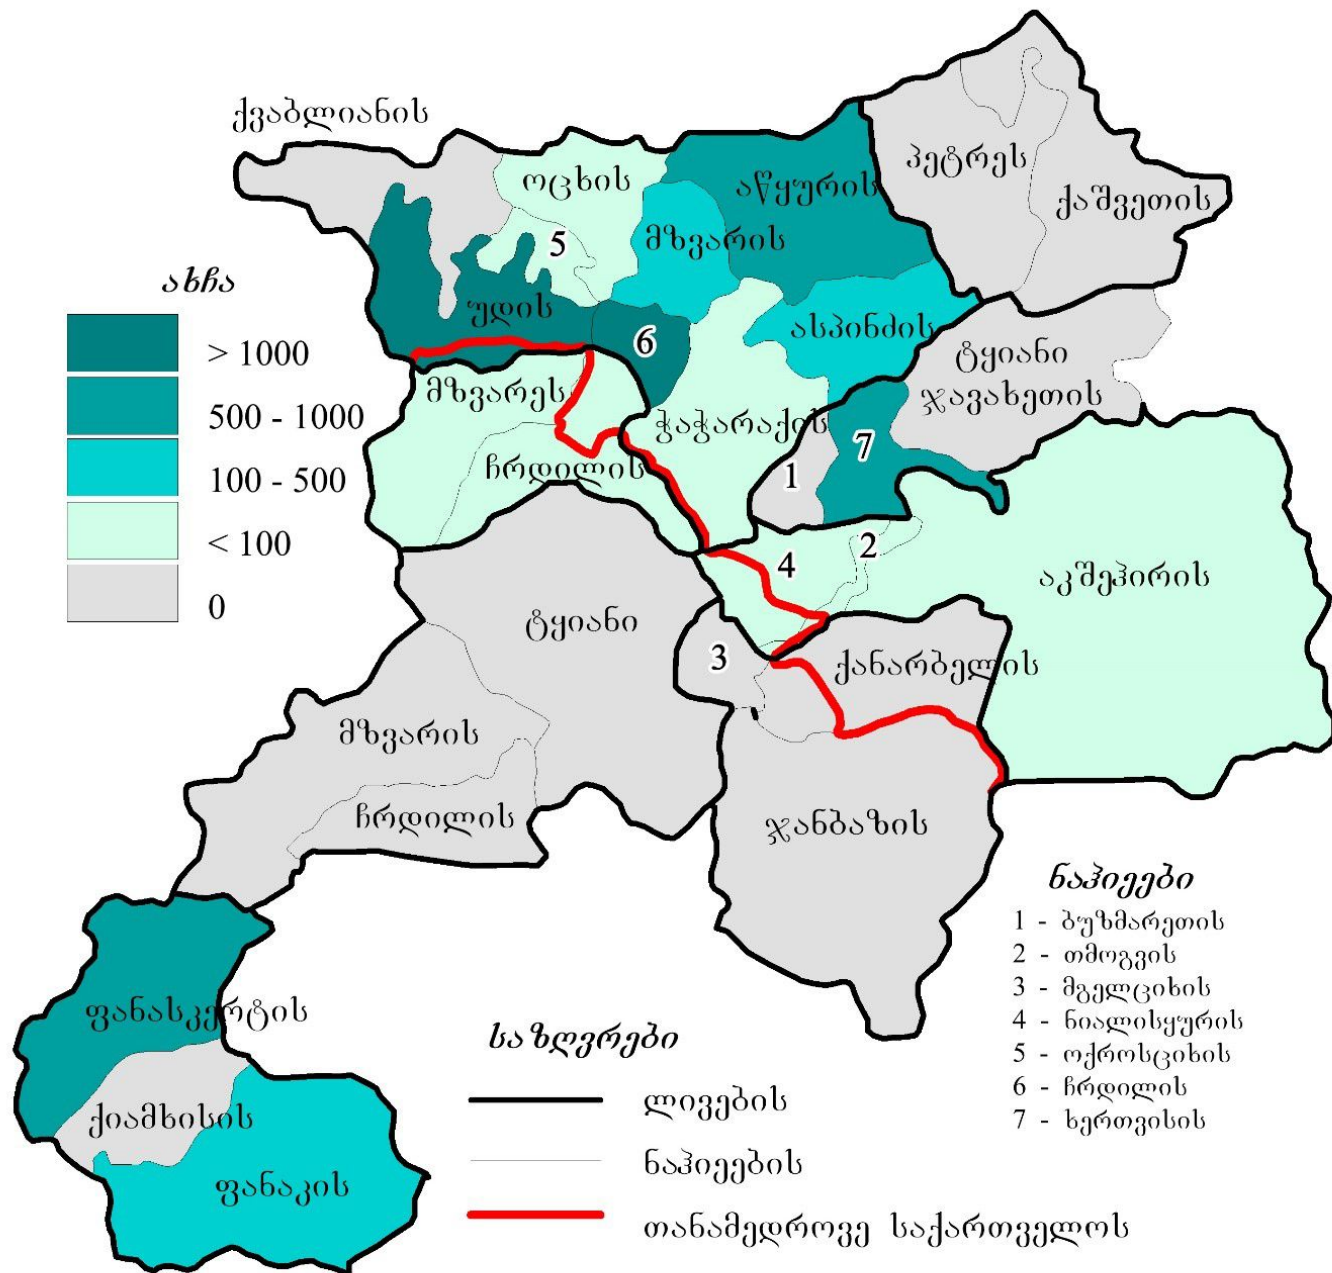 ქვაბლიანის
ოცხის
აწყურის
პეტრეს
ქაშვეთის
5
მზვარის
ახჩა
> 1000
500 - 1000
100 - 500
< 100
0
უდის
6
ასპინძის
ტყიანი
ჯავახეთის
მზვარეს
ჭაჭარაქის
7
1
ჩრდილის
4
2
აკშეჰირის
ტყიანი
3
ქანარბელის
მზვარის
ჩრდილის
ჯანბაზის
ფანასკერტის
ქიამხისის
ფანაკის
ნაჰიეები
1 - ბუზმარეთის
2 - თმოგვის
3 - მგელციხის
4 - ნიალისყურის
5 - ოქროსციხის
6 - ჩრდილის
7 - ხერთვისის
საზღვრები
ლივების
ნაჰიეების
თანამედროვე საქართველოს